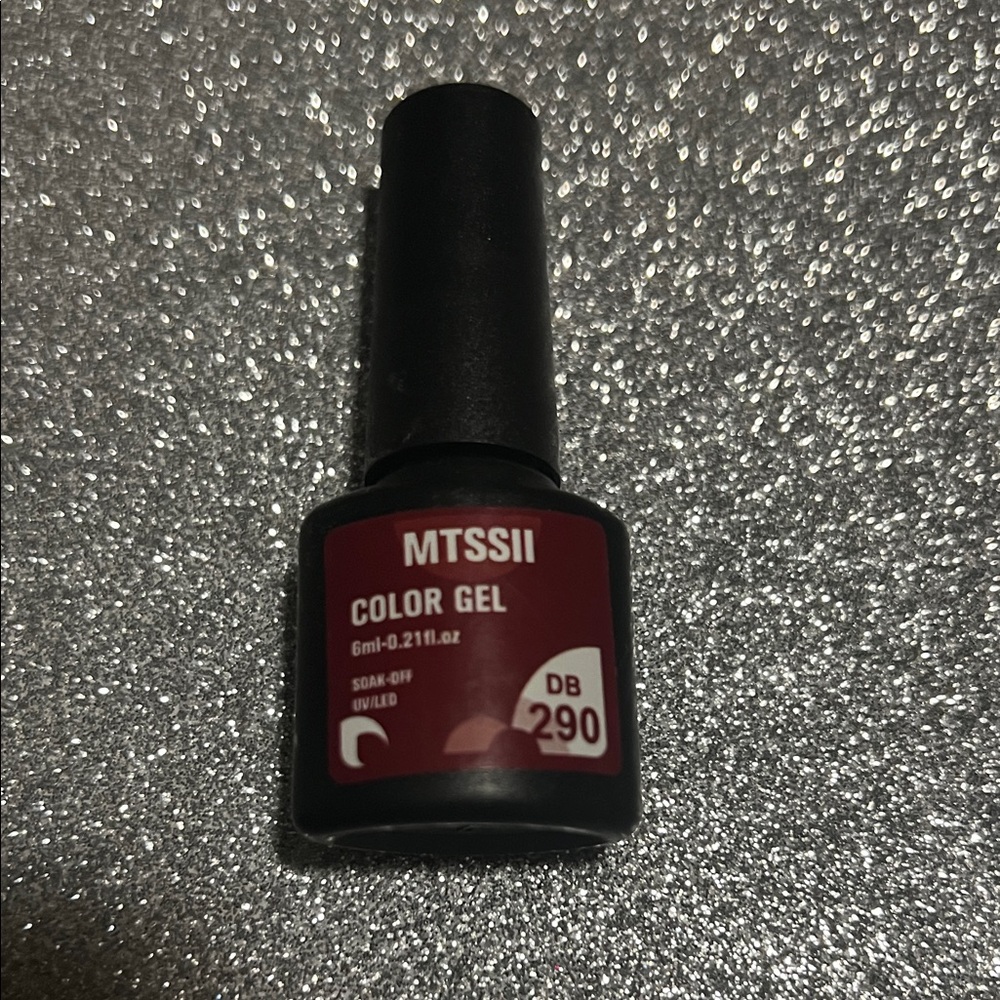 MTSSII
COLOR GEL
6ml-0.21fl.oz
SOAK-OFF
UV/LED
DB
290